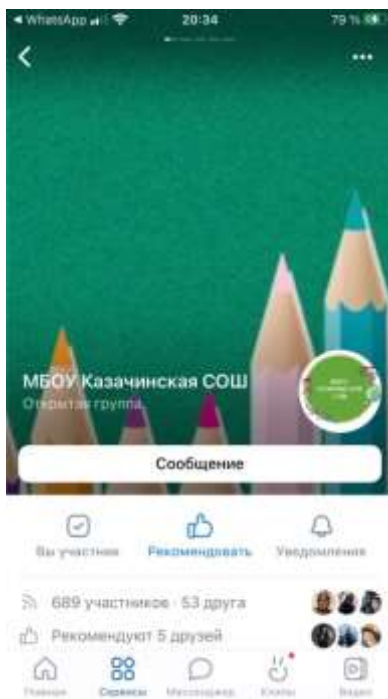 WhatsApp 20:34 79 %
МБОУ Казачинская СОШ
Открытая группа
Сообщение
Вы участник Рекомендовать Уведомления
689 участников · 53 друга
Рекомендуют 5 друзей
Главная Сервисы Мессенджер Клипы Видео